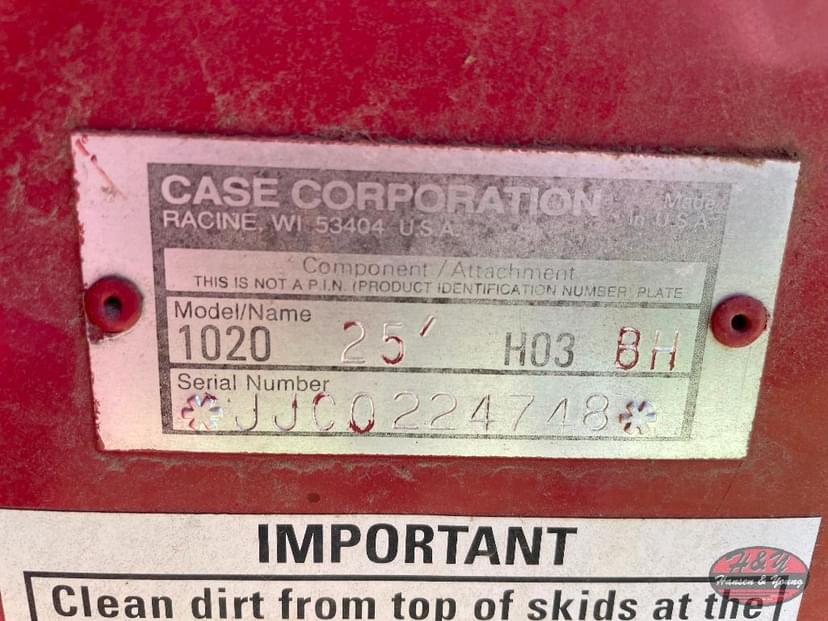 CASE CORPORATION
RACINE, WI 53404 U.S.A.
Made
in U.S.A.
Component/Attachment
THIS IS NOT A P.I.N. (PRODUCT IDENTIFICATION NUMBER) PLATE
Model/Name
1020 25' H03 8H
Serial Number
*JJC0224748*
IMPORTANT
Clean dirt from top of skids at the
H&Y
Hansen & Young